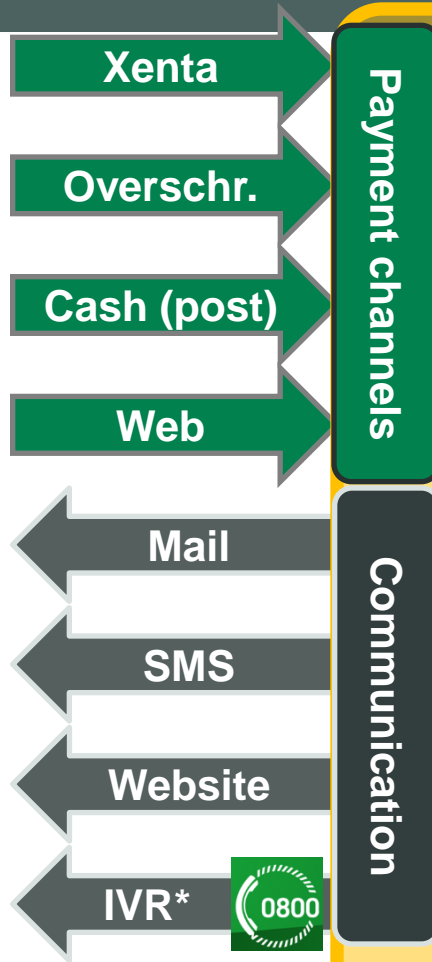 Xenta
Overschr.
Cash (post)
Web
Payment channels
Mail
SMS
Website
IVR*
0800
Communication